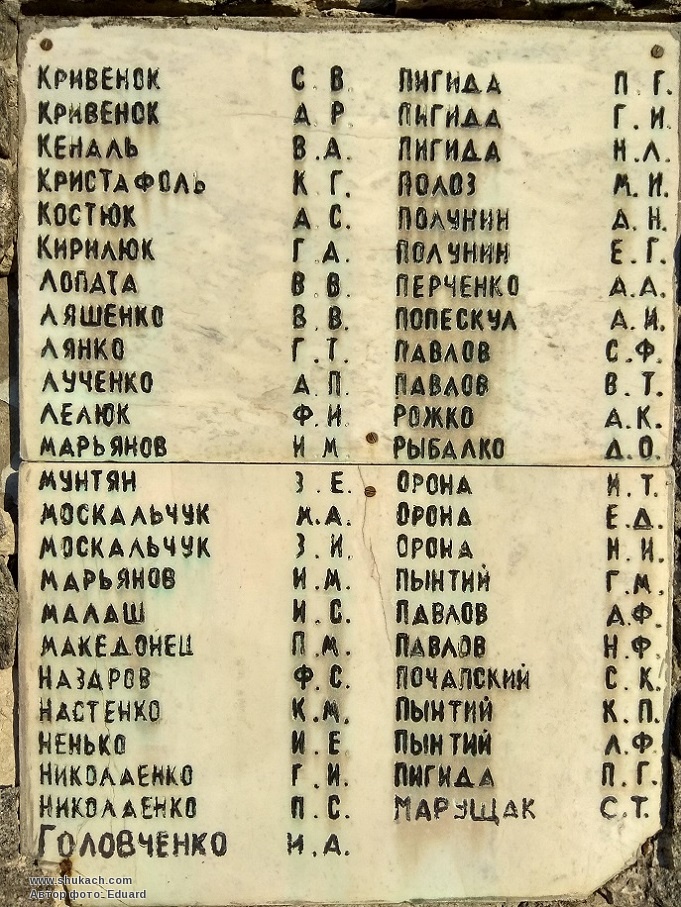 КРИВЕНОК С. В.
КРИВЕНОК А Р.
КЕНАЛЬ В.А.
КРИСТАФОЛЬ К Г.
КОСТЮК А С.
КИРИЛЮК Г А.
ЛОПАТА В В.
ЛЯШЕНКО В В.
ЛЯНКО Г. Т.
ЛУЧЕНКО А П.
ЛЕЛЮК Ф. И.
МАРЬЯНОВ И М
МУНТЯН З. Е.
МОСКАЛЬЧУК М.А.
МОСКАЛЬЧУК З. И.
МАРЬЯНОВ И.М.
МАЛАШ И.С.
МАКЕДОНЕЦ П.М.
НАЗДРОВ Ф.С.
НАСТЕНКО К.М.
НЕНЬКО И.Е
НИКОЛАЕНКО Г.И.
НИКОЛАЕНКО П.С.
ГОЛОВЧЕНКО И.А.
ПИГИДА П. Г.
ПИГИДА Г. И.
ПИГИДА Н.Л.
ПОЛОЗ М.И.
ПОЛУНИН А.Н.
ПОЛУНИН Е.Г.
ПЕРЧЕНКО А.А.
ПОПЕСКУЛ А.И.
ПАВЛОВ С.Ф.
ПАВЛОВ В.Т.
РОЖКО А.К.
РЫБАЛКО Д.О.
ОРОНА И.Т.
ОРОНА Е.Д.
ОРОНА Н.И.
ПЫНТИЙ Г.М.
ПАВЛОВ А.Ф.
ПАВЛОВ Н.Ф.
ПОЧАПСКИЙ С.К.
ПЫНТИЙ К.П.
ПЫНТИЙ Л.Ф.
ПИГИДА П.Г.
МАРУЩАК С.Т.
www.shukach.com
Автор фото: Eduard